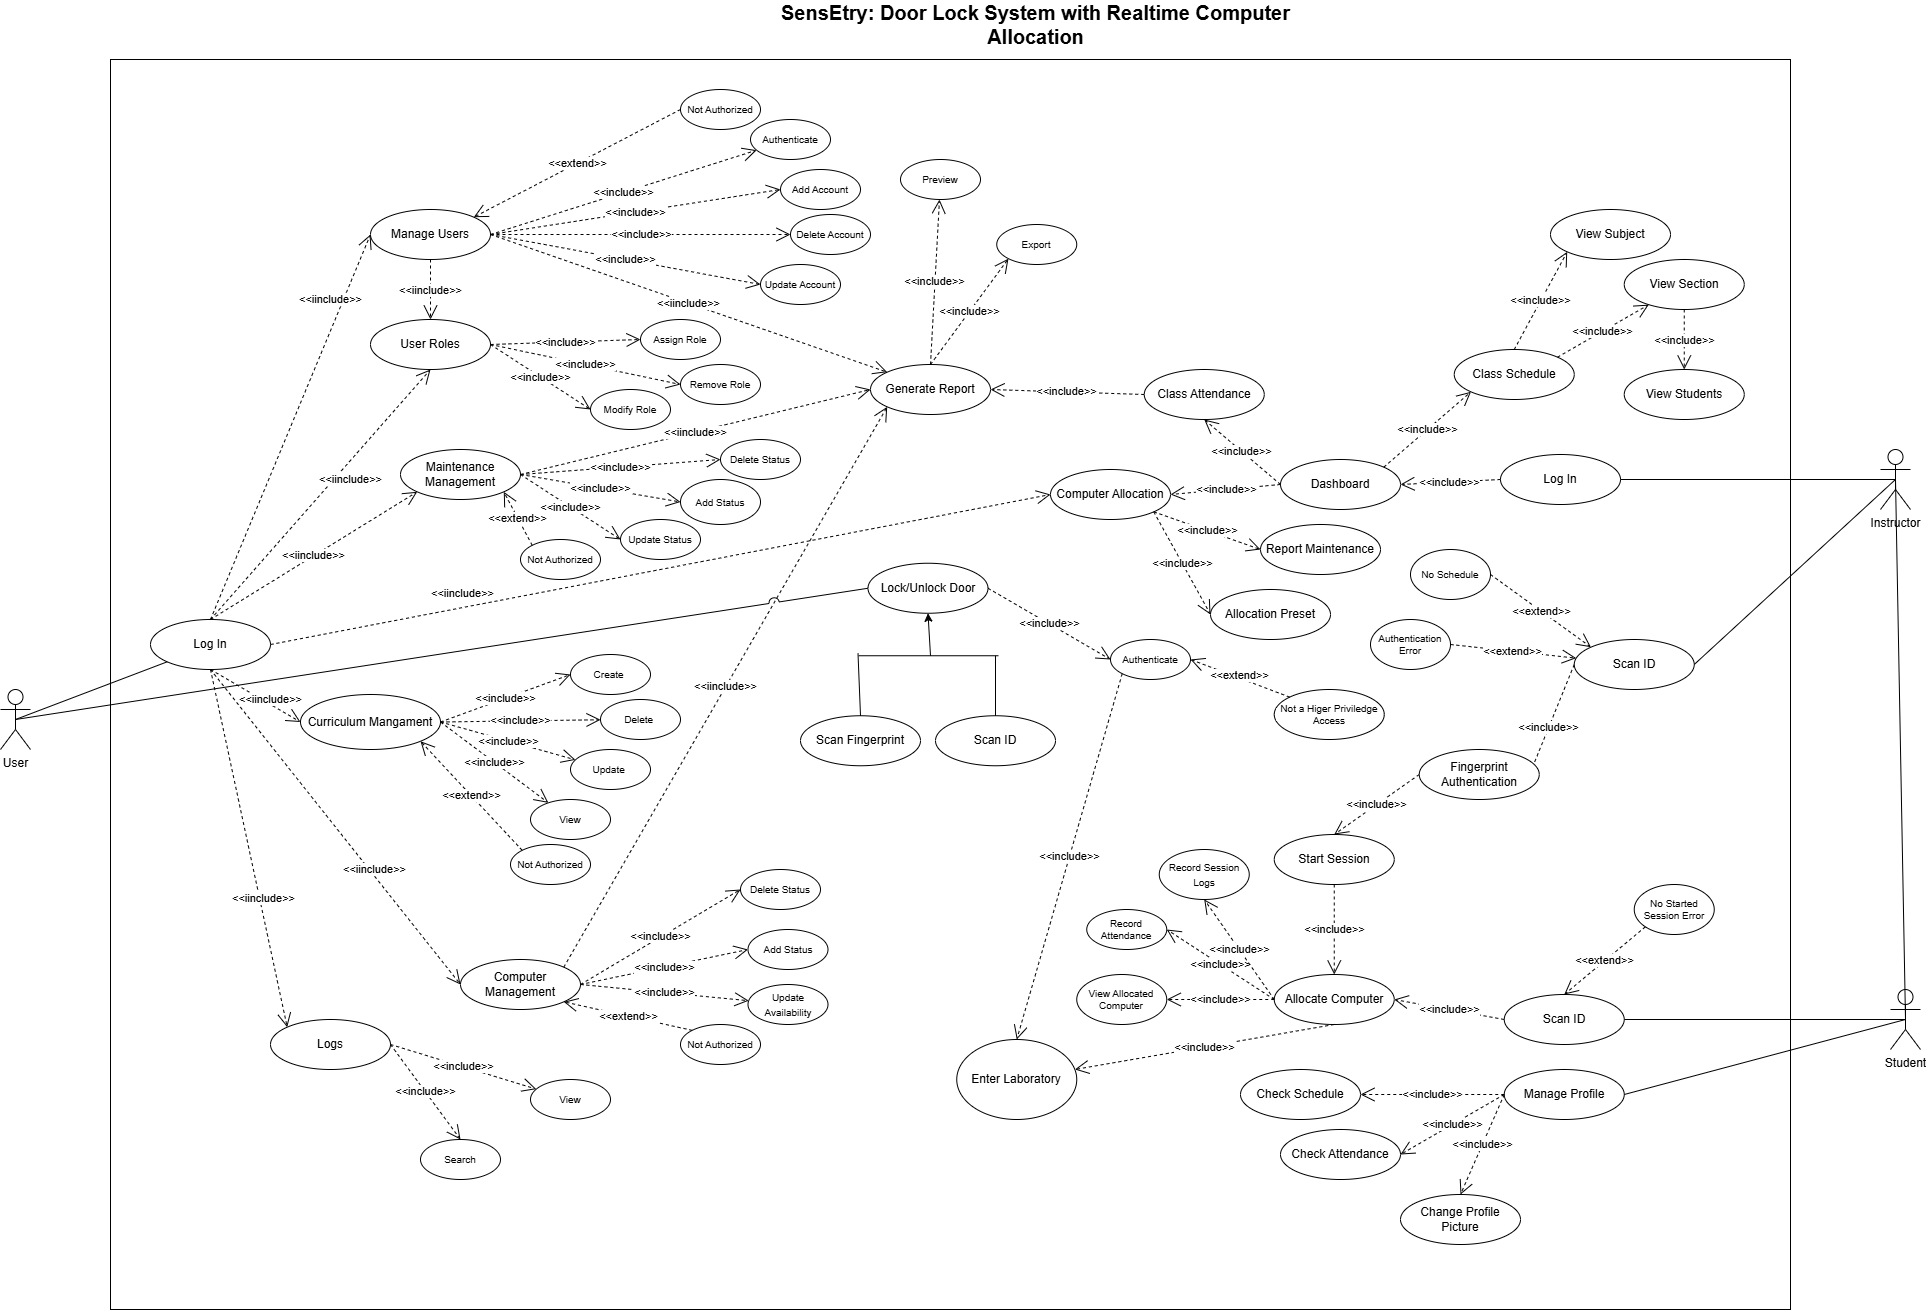 SensEtry: Door Lock System with Realtime Computer
Allocation
Not Authorized
Authenticate
<<extend>>
Preview
Add Account
<<include>>
<<include>>
Manage Users
<<include>>
Delete Account
View Subject
Export
<<include>>
<<include>>
Update Account
View Section
<<iinclude>>
<<iinclude>>
<<iinclude>>
<<include>>
<<include>>
<<include>>
User Roles
<<include>>
Assign Role
<<include>>
<<include>>
<<include>>
<<include>>
Remove Role
Modify Role
Generate Report
<<include>>
Class Attendance
Class Schedule
View Students
<<iinclude>>
<<include>>
Maintenance
Management
<<include>>
Delete Status
<<include>>
<<iinclude>>
<<include>>
Add Status
<<include>>
<<extend>>
Update Status
Not Authorized
<<iinclude>>
Computer Allocation
<<include>>
Dashboard
<<include>>
Log In
Instructor
<<include>>
Report Maintenance
<<include>>
No Schedule
<<iinclude>>
Lock/Unlock Door
Allocation Preset
<<extend>>
<<include>>
Authentication
Error
<<extend>>
Scan ID
Log In
Authenticate
<<extend>>
Not a Higer Priviledge
Access
<<include>>
Create
<<iinclude>>
<<include>>
<<iinclude>>
Curriculum Mangament
<<include>>
Delete
<<include>>
<<include>>
Update
<<extend>>
View
Not Authorized
Scan Fingerprint
Scan ID
User
Fingerprint
Authentication
<<include>>
Start Session
<<include>>
<<iinclude>>
<<iinclude>>
Record Session
Logs
Delete Status
No Started
Session Error
Record
Attendance
<<include>>
<<include>>
<<include>>
<<include>>
Add Status
<<include>>
<<extend>>
Computer
Management
<<include>>
<<include>>
Update
Availability
View Allocated
Computer
<<include>>
Allocate Computer
<<include>>
Scan ID
<<extend>>
Not Authorized
Logs
<<include>>
<<include>>
View
Search
<<include>>
Enter Laboratory
Student
Check Schedule
<<include>>
Manage Profile
<<include>>
<<include>>
Check Attendance
Change Profile
Picture